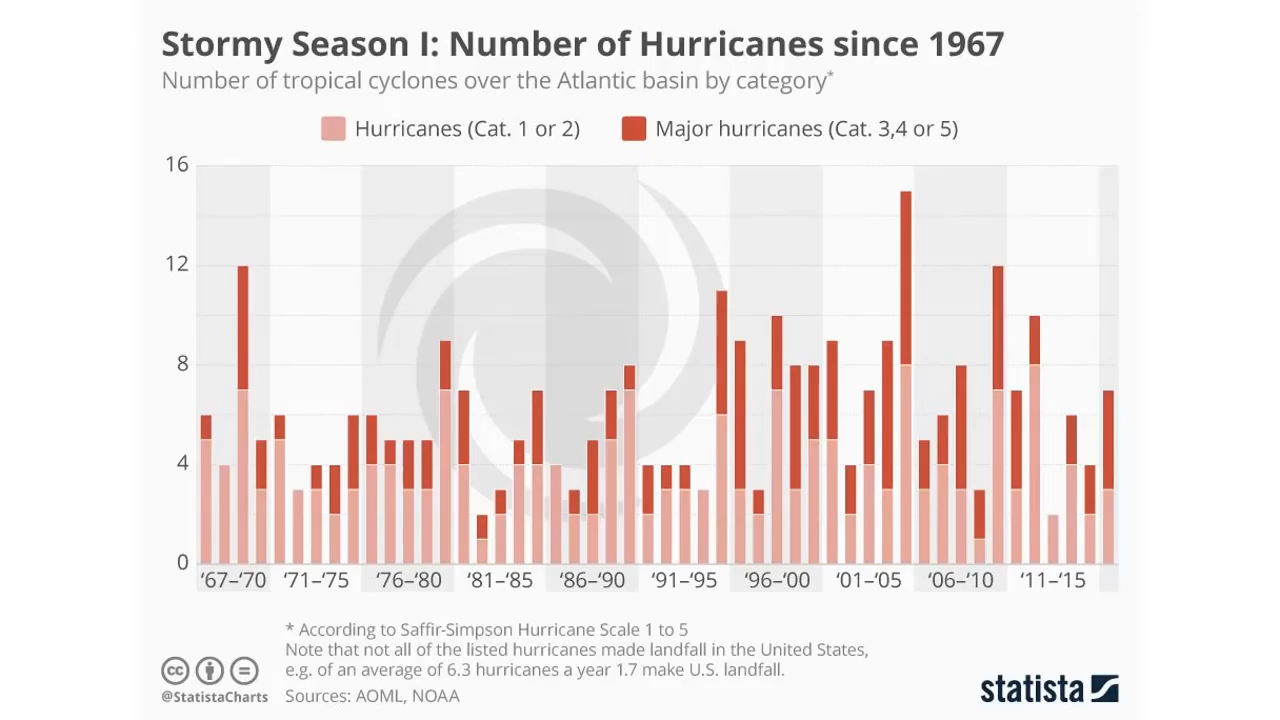 Stormy Season I: Number of Hurricanes since 1967
Number of tropical cyclones over the Atlantic basin by category*
Hurricanes (Cat. 1 or 2)
Major hurricanes (Cat. 3,4 or 5)
16
12
8
4
0
‘67–‘70 ‘71–‘75 ‘76–‘80 ‘81–‘85 ‘86–‘90 ‘91–‘95 ‘96–‘00 ‘01–‘05 ‘06–‘10 ‘11–‘15
* According to Saffir-Simpson Hurricane Scale 1 to 5
Note that not all of the listed hurricanes made landfall in the United States,
e.g. of an average of 6.3 hurricanes a year 1.7 make U.S. landfall.
cc
@StatistaCharts
Sources: AOML, NOAA
statista